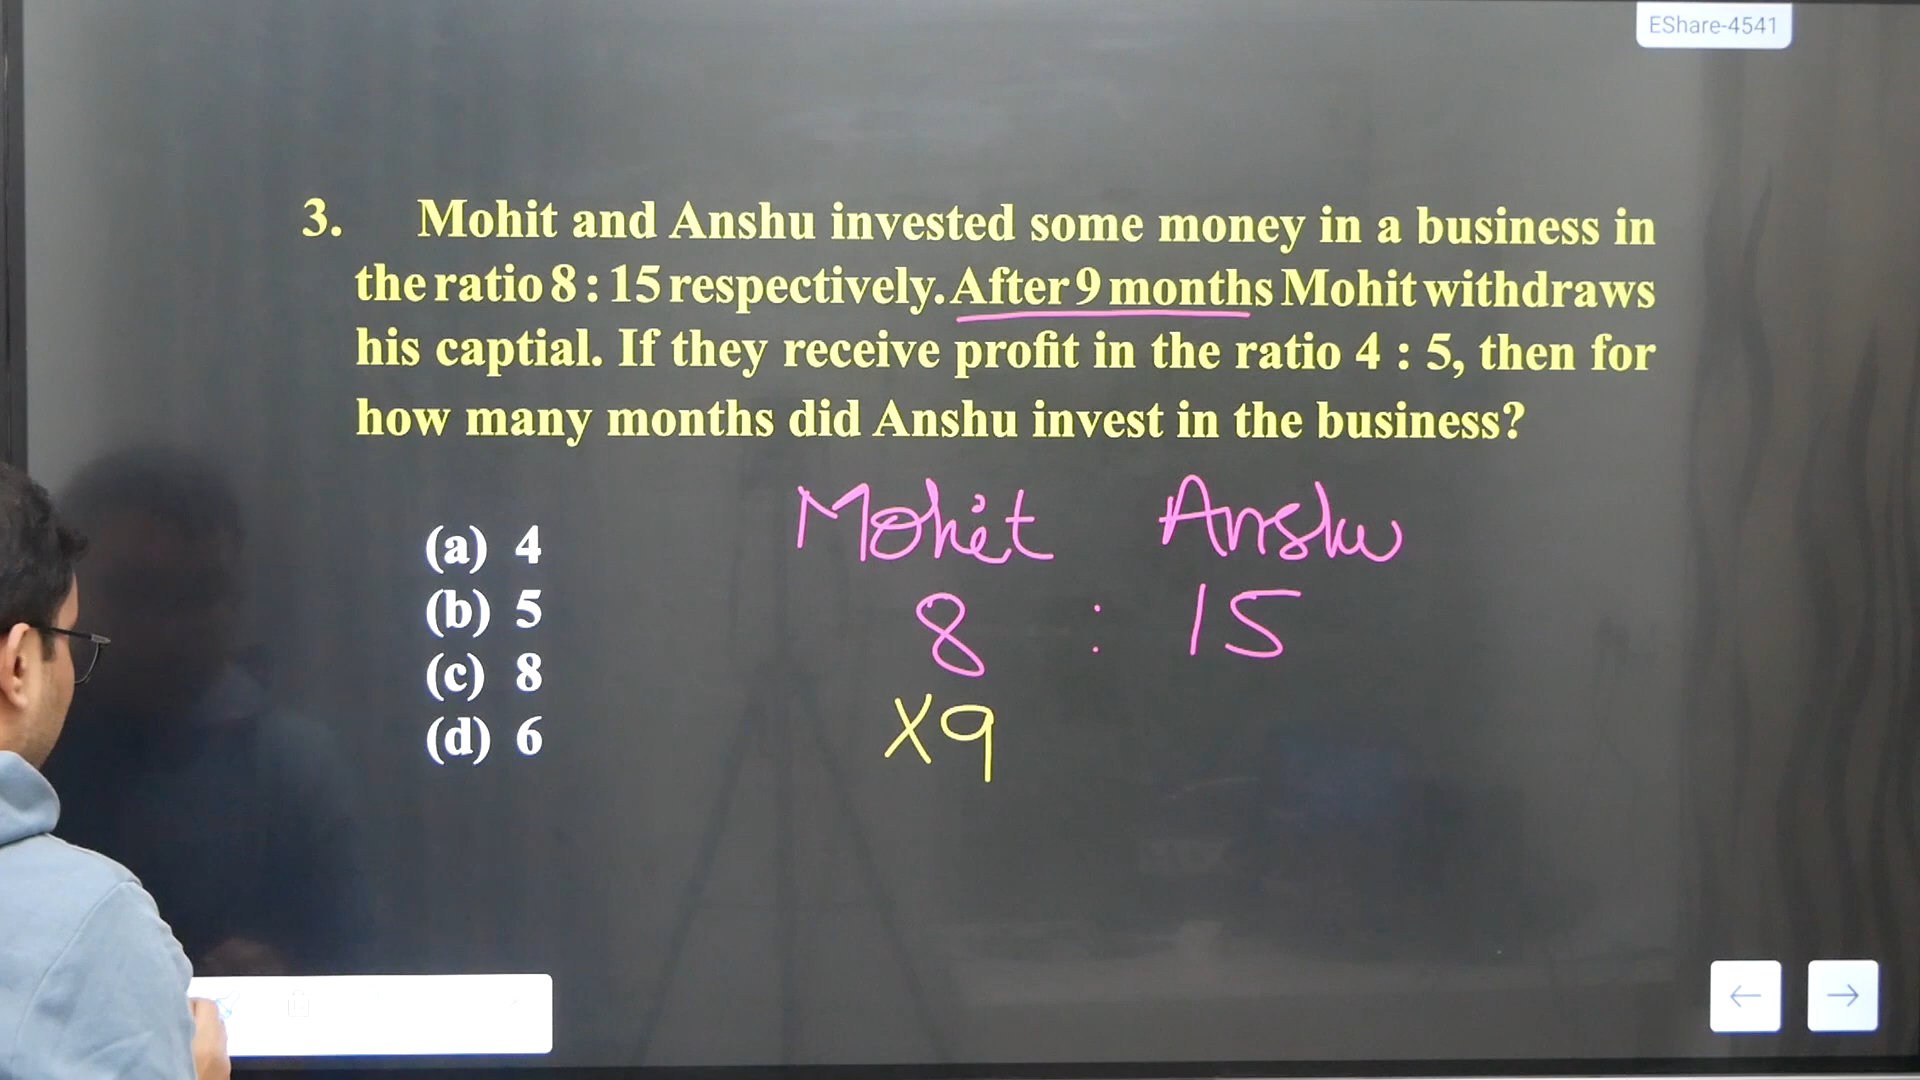 EShare-4541
3. Mohit and Anshu invested some money in a business in
the ratio 8 : 15 respectively. After 9 months Mohit withdraws
his captial. If they receive profit in the ratio 4 : 5, then for
how many months did Anshu invest in the business?
(a) 4
(b) 5
(c) 8
(d) 6
Mohit Anshu
8 : 15
X9